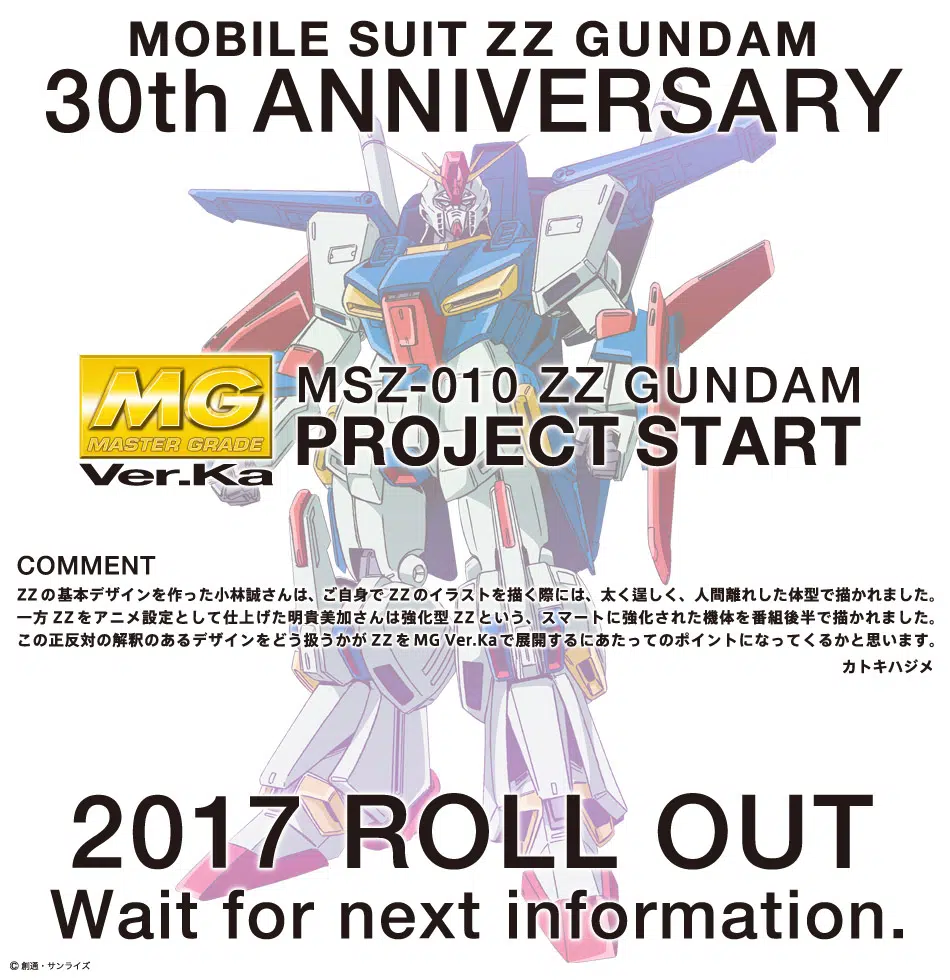 MOBILE SUIT ZZ GUNDAM
30th ANNIVERSARY
MG
MASTER GRADE
Ver.Ka
MSZ-010 ZZ GUNDAM
PROJECT START
COMMENT
ZZの基本デザインを作った小林誠さんは、ご自身でZZのイラストを描く際には、太く逞しく、人間離れした体型で描かれました。
一方ZZをアニメ設定として仕上げた明貴美加さんは強化型ZZという、スマートに強化された機体を番組後半で描かれました。
この正反対の解釈のあるデザインをどう扱うかがZZをMG Ver.Kaで展開するにあたってのポイントになってくるかと思います。
カトキハジメ
2017 ROLL OUT
Wait for next information.
© 創通・サンライズ